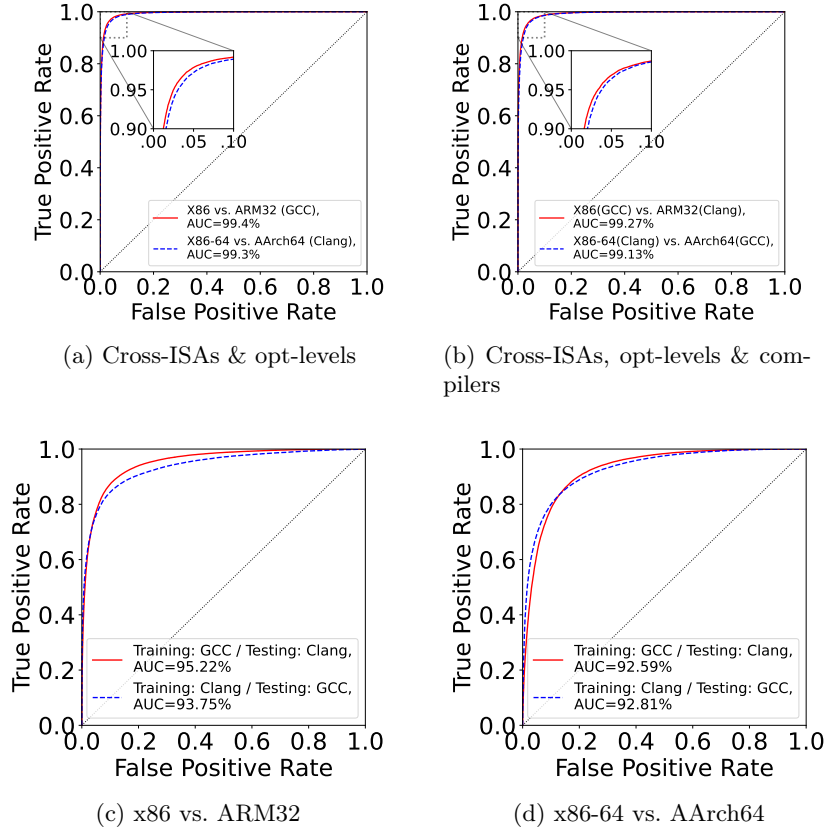 True Positive Rate
1.0
0.8
0.6
0.4
0.2
0.0
1.00
0.95
0.90
.00 .05 .10
X86 vs. ARM32 (GCC),
AUC=99.4%
X86-64 vs. AArch64 (Clang),
AUC=99.3%
0.0 0.2 0.4 0.6 0.8 1.0
False Positive Rate
(a) Cross-ISAs & opt-levels
True Positive Rate
1.0
0.8
0.6
0.4
0.2
0.0
1.00
0.95
0.90
.00 .05 .10
X86(GCC) vs. ARM32(Clang),
AUC=99.27%
X86-64(Clang) vs. AArch64(GCC),
AUC=99.13%
0.0 0.2 0.4 0.6 0.8 1.0
False Positive Rate
(b) Cross-ISAs, opt-levels & com-
pilers
True Positive Rate
1.0
0.8
0.6
0.4
0.2
0.0
Training: GCC / Testing: Clang,
AUC=95.22%
Training: Clang / Testing: GCC,
AUC=93.75%
0.0 0.2 0.4 0.6 0.8 1.0
False Positive Rate
(c) x86 vs. ARM32
True Positive Rate
1.0
0.8
0.6
0.4
0.2
0.0
Training: GCC / Testing: Clang,
AUC=92.59%
Training: Clang / Testing: GCC,
AUC=92.81%
0.0 0.2 0.4 0.6 0.8 1.0
False Positive Rate
(d) x86-64 vs. AArch64